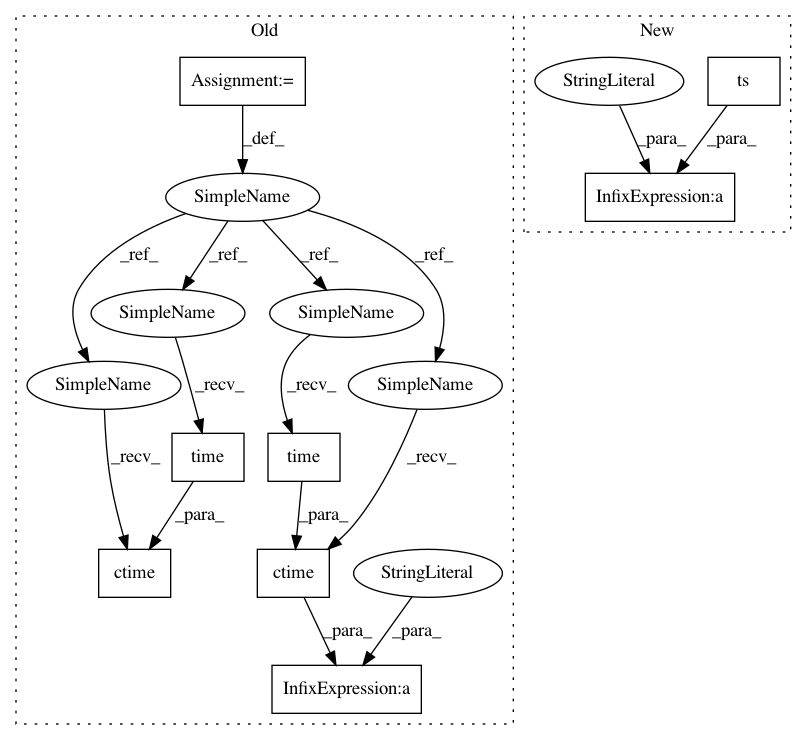 Old
New
Assignment:=
StringLiteral
ts
_def_
_para_
_para_
SimpleName
InfixExpression:a
_ref_
_ref_
_ref_
_ref_
SimpleName
SimpleName
SimpleName
SimpleName
_recv_
_recv_
_recv_
_recv_
time
time
_para_
_para_
ctime
ctime
StringLiteral
_para_
_para_
InfixExpression:a